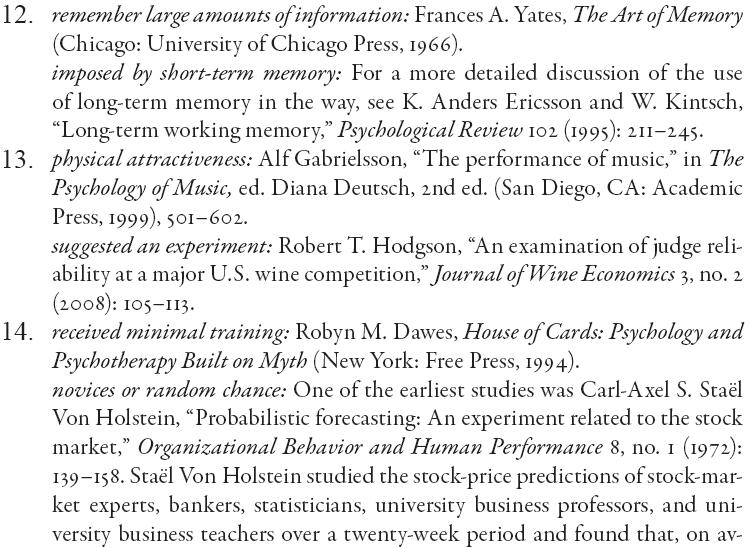 12. remember large amounts of information: Frances A. Yates, The Art of Memory
(Chicago: University of Chicago Press, 1966).
imposed by short-term memory: For a more detailed discussion of the use
of long-term memory in the way, see K. Anders Ericsson and W. Kintsch,
“Long-term working memory,” Psychological Review 102 (1995): 211–245.
13. physical attractiveness: Alf Gabrielsson, “The performance of music,” in The
Psychology of Music, ed. Diana Deutsch, 2nd ed. (San Diego, CA: Academic
Press, 1999), 501–602.
suggested an experiment: Robert T. Hodgson, “An examination of judge reli-
ability at a major U.S. wine competition,” Journal of Wine Economics 3, no. 2
(2008): 105–113.
14. received minimal training: Robyn M. Dawes, House of Cards: Psychology and
Psychotherapy Built on Myth (New York: Free Press, 1994).
novices or random chance: One of the earliest studies was Carl-Axel S. Staël
Von Holstein, “Probabilistic forecasting: An experiment related to the stock
market,” Organizational Behavior and Human Performance 8, no. 1 (1972):
139–158. Staël Von Holstein studied the stock-price predictions of stock-mar-
ket experts, bankers, statisticians, university business professors, and uni-
versity business teachers over a twenty-week period and found that, on av-